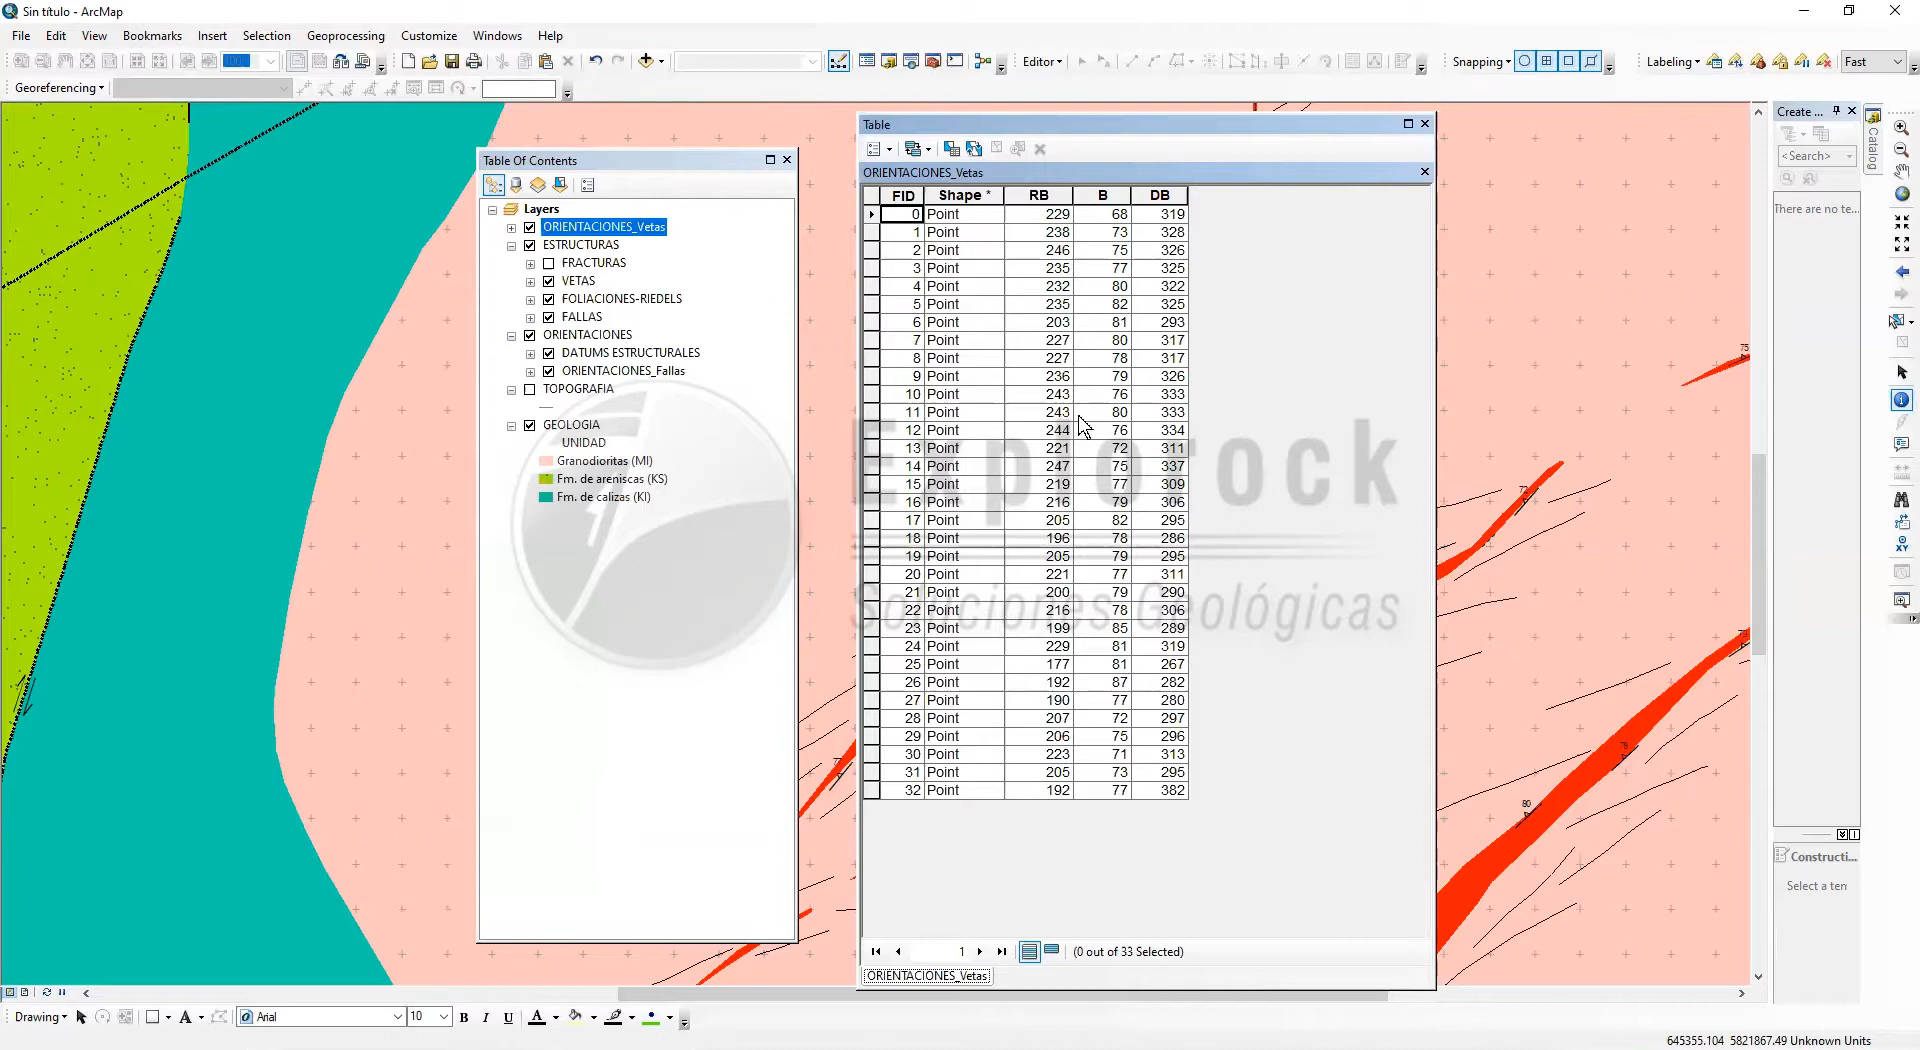 Sin título - ArcMap
File Edit View Bookmarks Insert Selection Geoprocessing Customize Windows Help
Editor Snapping Labeling Fast
Georeferencing
Table Of Contents
Layers
ORIENTACIONES_Vetas
ESTRUCTURAS
FRACTURAS
VETAS
FOLIACIONES-RIEDELS
FALLAS
ORIENTACIONES
DATUMS ESTRUCTURALES
ORIENTACIONES_Fallas
TOPOGRAFIA
GEOLOGIA
UNIDAD
Granodioritas (MI)
Fm. de areniscas (KS)
Fm. de calizas (KI)
Table
ORIENTACIONES_Vetas
FID Shape * RB B DB
0 Point 229 68 319
1 Point 238 73 328
2 Point 246 75 326
3 Point 235 77 325
4 Point 232 80 322
5 Point 235 82 325
6 Point 203 81 293
7 Point 227 80 317
8 Point 227 78 317
9 Point 236 79 326
10 Point 243 76 333
11 Point 243 80 333
12 Point 244 76 334
13 Point 221 72 311
14 Point 247 75 337
15 Point 219 77 309
16 Point 216 79 306
17 Point 205 82 295
18 Point 196 78 286
19 Point 205 79 295
20 Point 221 77 311
21 Point 200 79 290
22 Point 216 78 306
23 Point 199 85 289
24 Point 229 81 319
25 Point 177 81 267
26 Point 192 87 282
27 Point 190 77 280
28 Point 207 72 297
29 Point 206 75 296
30 Point 223 71 313
31 Point 205 73 295
32 Point 192 77 382
1 (0 out of 33 Selected)
ORIENTACIONES_Vetas
Explorock
Soluciones Geológicas
75
72
80
Create ...
<Search>
There are no te...
Constructi...
Select a ten
Catalog
Drawing A Arial 10 B I U A
645355.104 5821867.49 Unknown Units